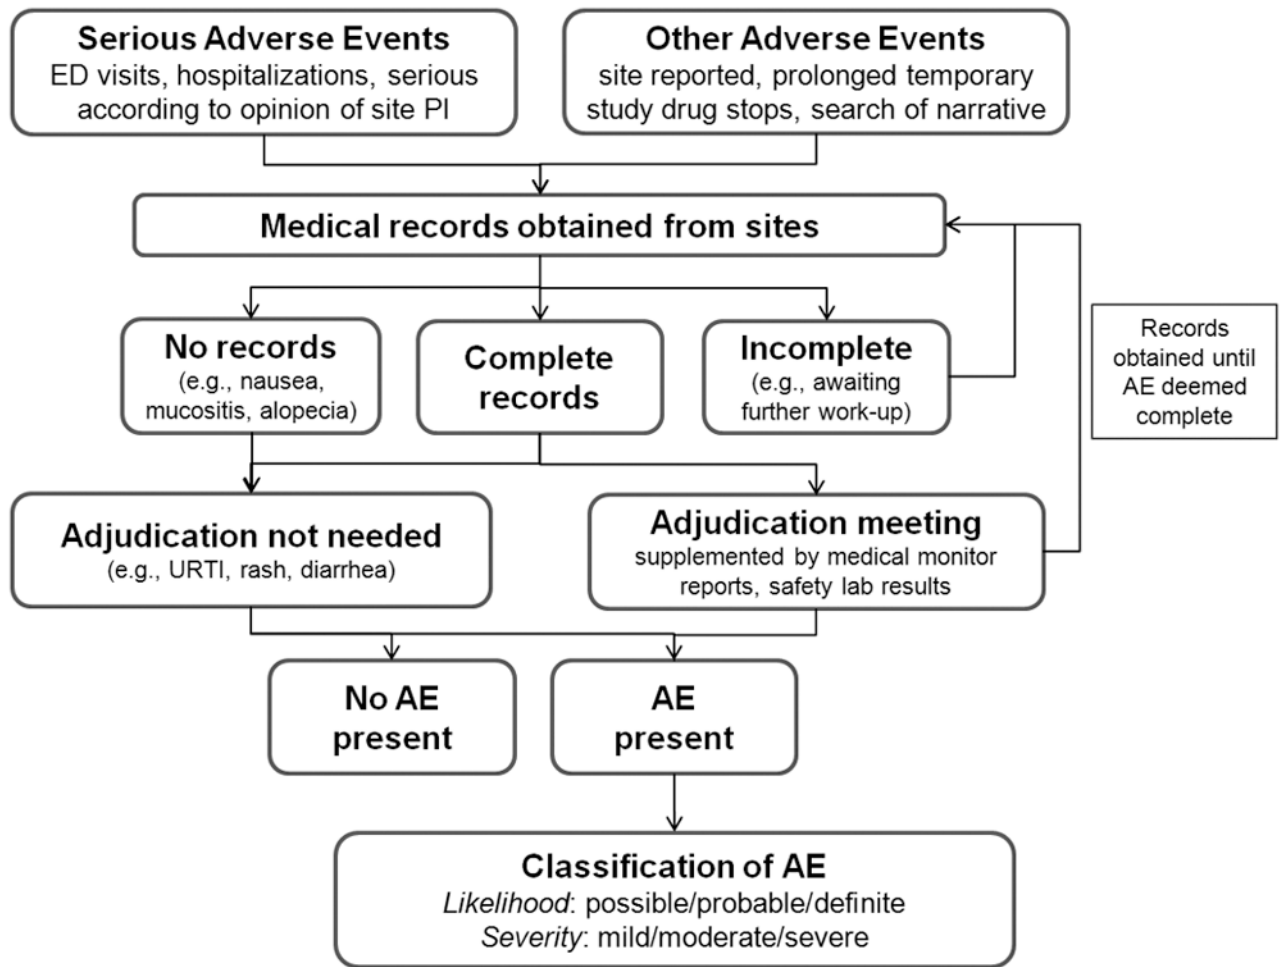 Serious Adverse Events
ED visits, hospitalizations, serious
according to opinion of site PI
Other Adverse Events
site reported, prolonged temporary
study drug stops, search of narrative
Medical records obtained from sites
No records
(e.g., nausea,
mucositis, alopecia)
Complete
records
Incomplete
(e.g., awaiting
further work-up)
Records
obtained until
AE deemed
complete
Adjudication not needed
(e.g., URTI, rash, diarrhea)
Adjudication meeting
supplemented by medical monitor
reports, safety lab results
No AE
present
AE
present
Classification of AE
Likelihood: possible/probable/definite
Severity: mild/moderate/severe